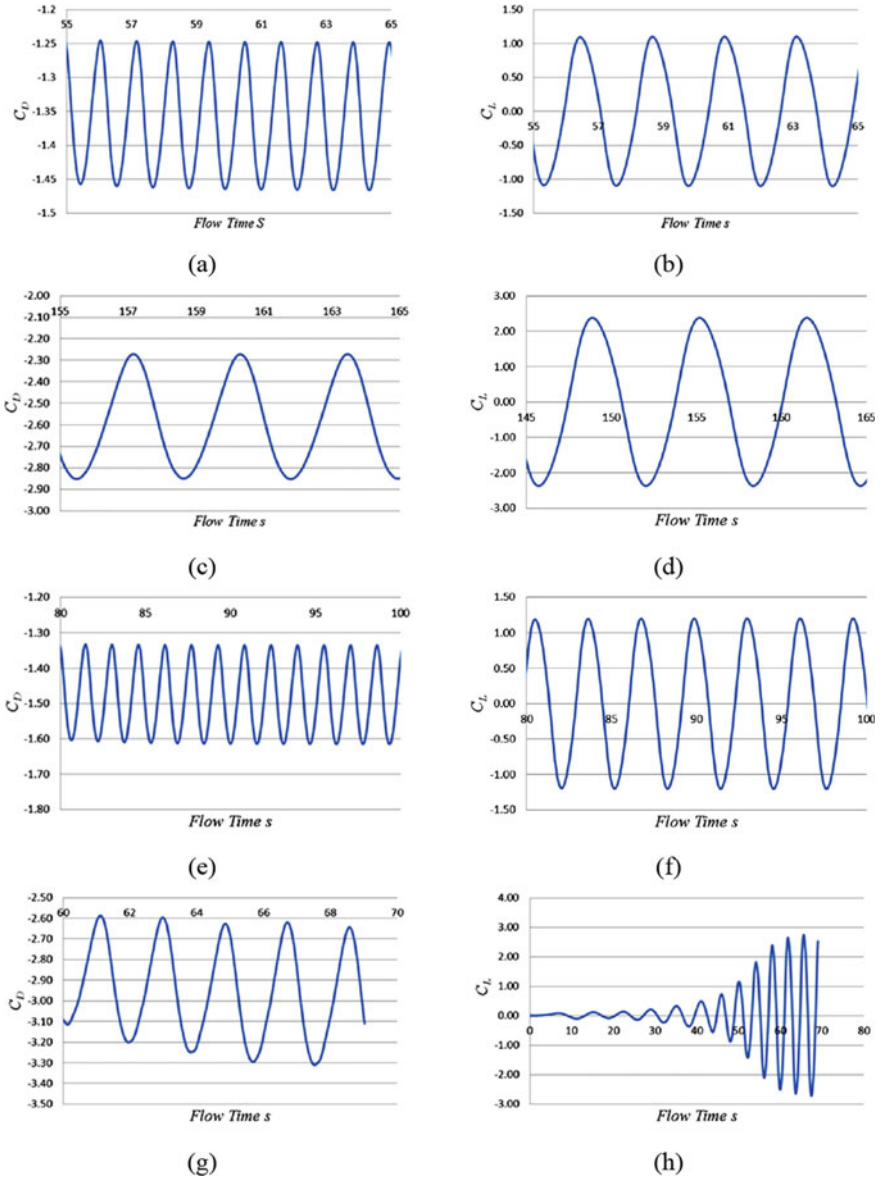 -1.2
55 57 59 61 63 65
-1.25
-1.3
-1.35
-1.4
-1.45
-1.5
C_D
Flow Time S
(a)
1.50
1.00
0.50
0.00
55 57 59 61 63 65
-0.50
-1.00
-1.50
C_L
Flow Time s
(b)
-2.00
155 157 159 161 163 165
-2.10
-2.20
-2.30
-2.40
-2.50
-2.60
-2.70
-2.80
-2.90
-3.00
C_D
Flow Time s
(c)
3.00
2.00
1.00
0.00
145 150 155 160 165
-1.00
-2.00
-3.00
C_L
Flow Time s
(d)
-1.20
80 85 90 95 100
-1.30
-1.40
-1.50
-1.60
-1.70
-1.80
C_D
Flow Time s
(e)
1.50
1.00
0.50
0.00
80 85 90 95 100
-0.50
-1.00
-1.50
C_L
Flow Time s
(f)
-2.50
60 62 64 66 68 70
-2.60
-2.70
-2.80
-2.90
-3.00
-3.10
-3.20
-3.30
-3.40
-3.50
C_D
Flow Time s
(g)
4.00
3.00
2.00
1.00
0.00
0 10 20 30 40 50 60 70 80
-1.00
-2.00
-3.00
C_L
Flow Time s
(h)